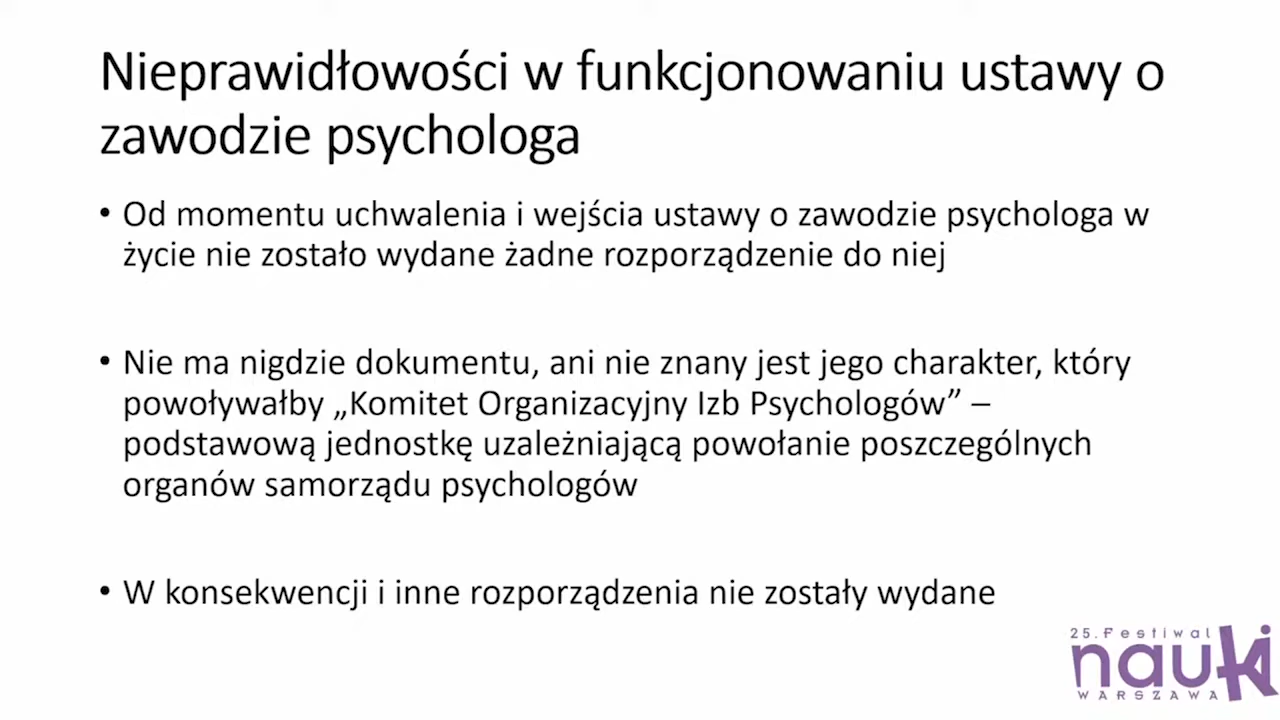 Nieprawidłowości w funkcjonowaniu ustawy o
zawodzie psychologa
• Od momentu uchwalenia i wejścia ustawy o zawodzie psychologa w
życie nie zostało wydane żadne rozporządzenie do niej
• Nie ma nigdzie dokumentu, ani nie znany jest jego charakter, który
powoływałby „Komitet Organizacyjny Izb Psychologów” –
podstawową jednostkę uzależniającą powołanie poszczególnych
organów samorządu psychologów
• W konsekwencji i inne rozporządzenia nie zostały wydane
25. Festiwal
nauki
WARSZAWA